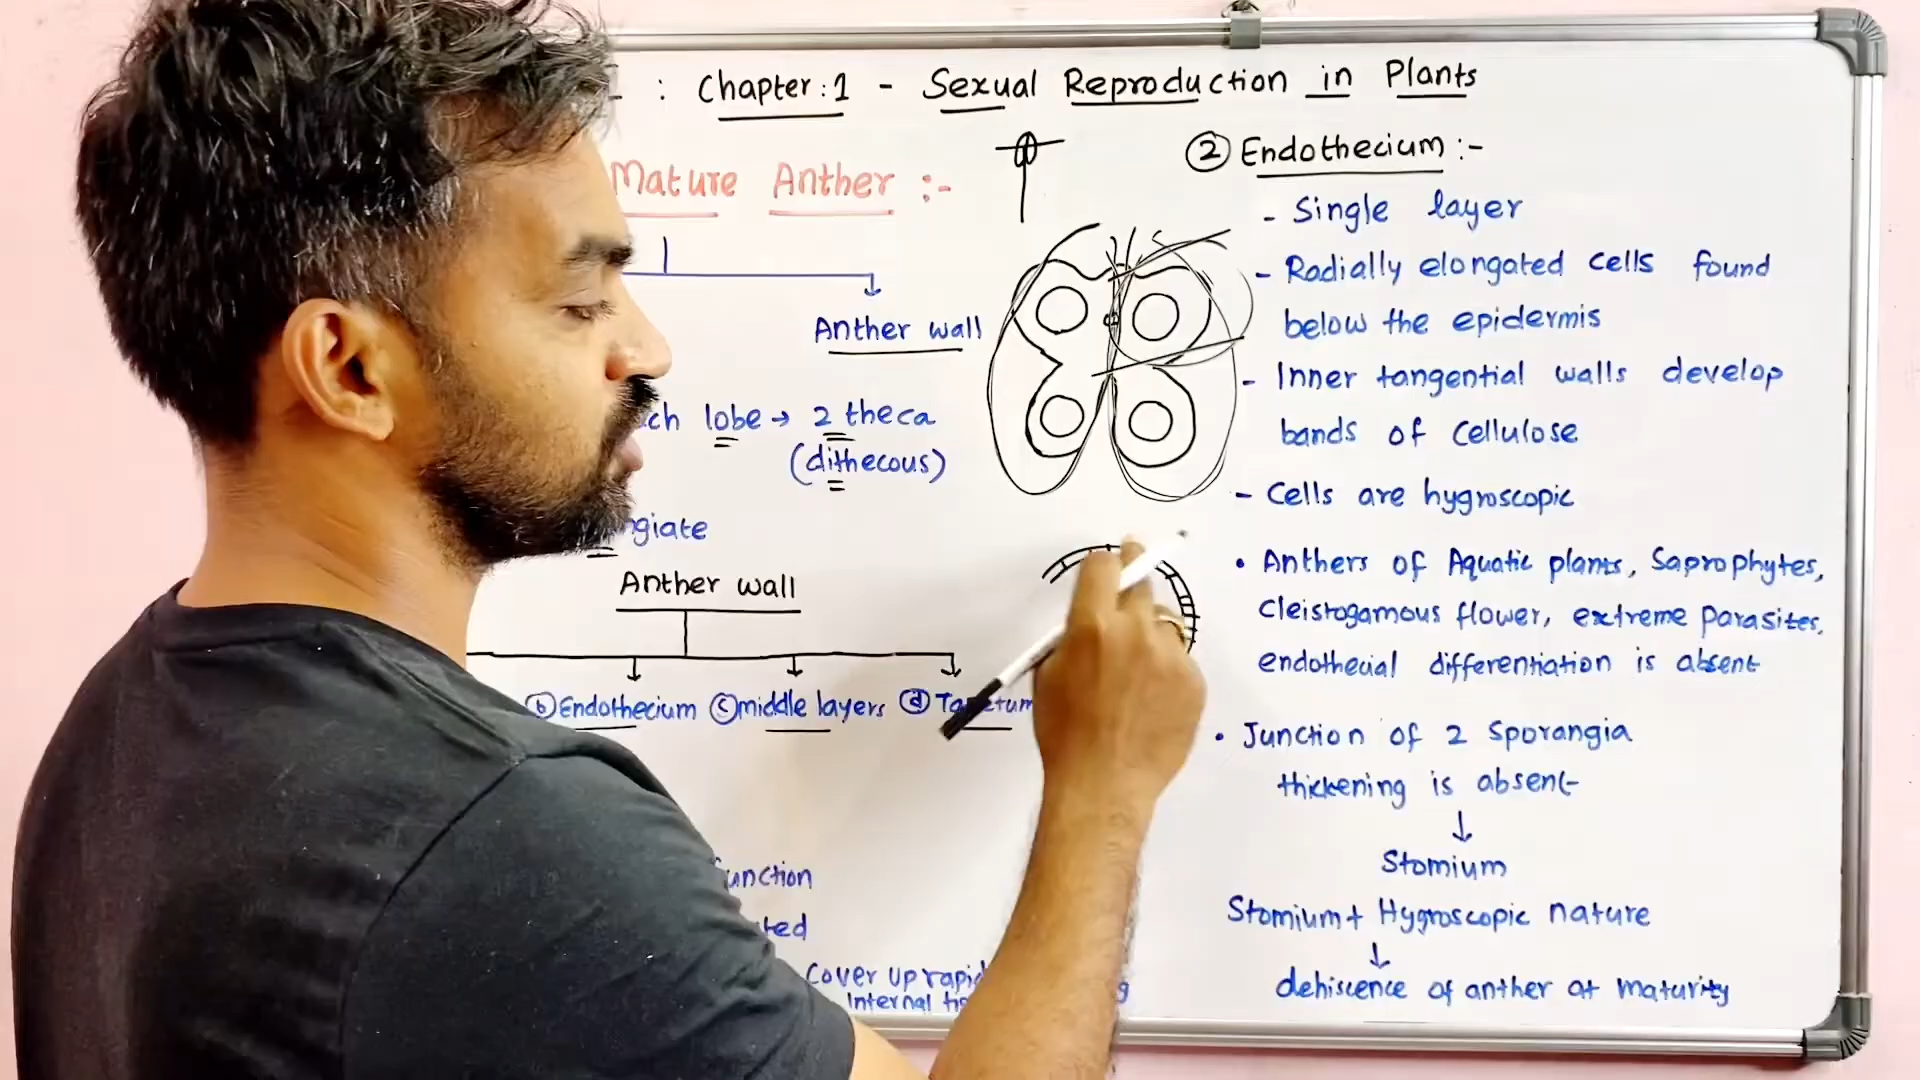 : Chapter:1 - Sexual Reproduction in Plants
Mature Anther :-
Anther wall
lobe → 2 theca
(dithecous)
Anther wall
ⓑ Endothecium ⓒ middle layers ⓓ
Cover up
Internal
② Endothecium :-
- Single layer
- Radially elongated cells found
below the epidermis
- Inner tangential walls develop
bands of cellulose
- Cells are hygroscopic
• Anthers of Aquatic plants, Saprophytes,
Cleistogamous flower, extreme parasites,
endothecial differentiation is absent
• Junction of 2 Sporangia
thickening is absent
↓
Stomium
Stomium + Hygroscopic nature
↓
dehiscence of anther at maturity